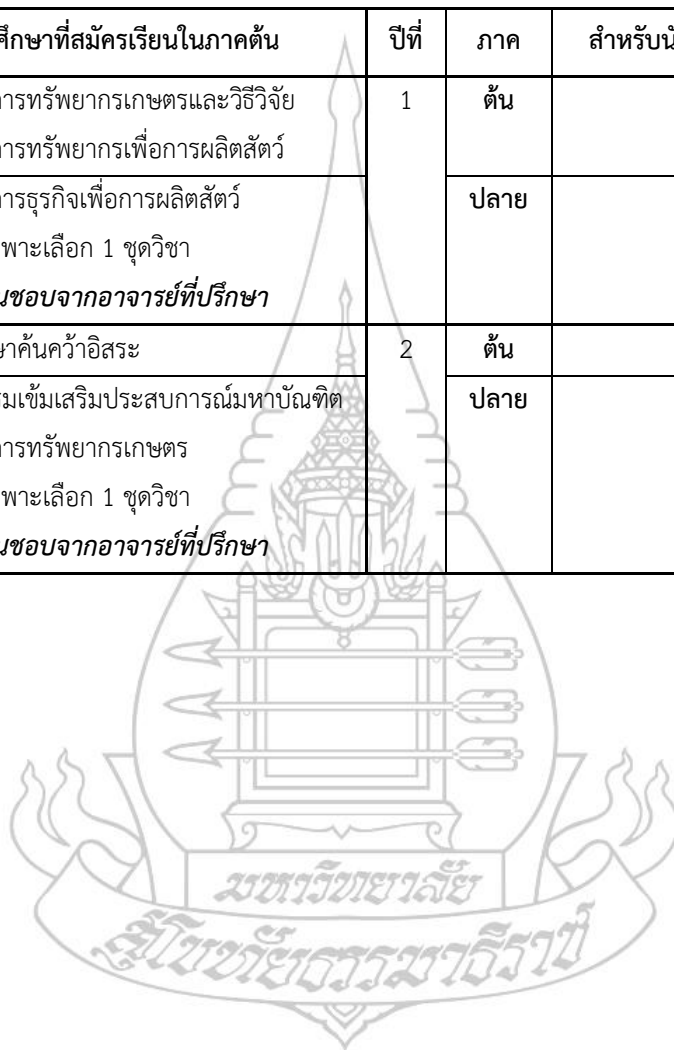 ศึกษาที่สมัครเรียนในภาคต้น ปีที่ ภาค สำหรับนั
การทรัพยากรเกษตรและวิธีวิจัย 1 ต้น
การทรัพยากรเพื่อการผลิตสัตว์
การธุรกิจเพื่อการผลิตสัตว์ ปลาย
พาะเลือก 1 ชุดวิชา
นชอบจากอาจารย์ที่ปรึกษา
ษาค้นคว้าอิสระ 2 ต้น
รมเข้มเสริมประสบการณ์มหาบัณฑิต ปลาย
การทรัพยากรเกษตร
พาะเลือก 1 ชุดวิชา
นชอบจากอาจารย์ที่ปรึกษา
มหาวิทยาลัย
สุโขทัยธรรมาธิราช